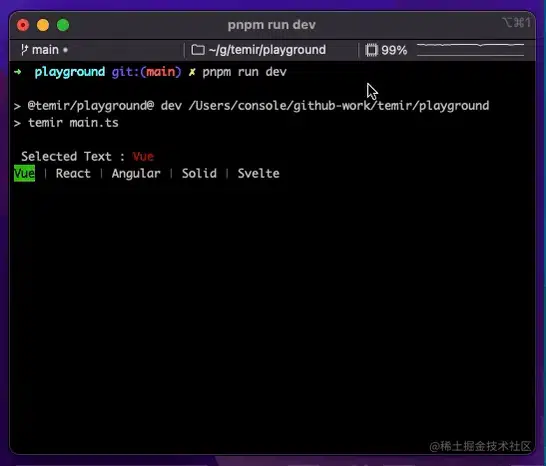 pnpm run dev
⌥⌘1
main •
~/g/temir/playground
99%
➜ playground git:(main) ✗ pnpm run dev
> @temir/playground@ dev /Users/console/github-work/temir/playground
> temir main.ts
Selected Text : Vue
Vue | React | Angular | Solid | Svelte
@稀土掘金技术社区